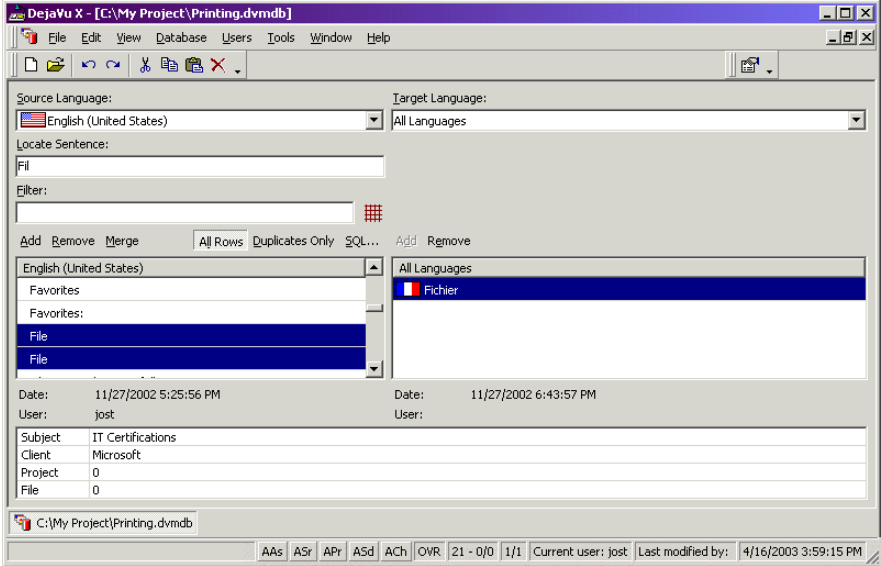 DejaVu X - [C:\My Project\Printing.dvmdb]
File Edit View Database Users Tools Window Help
Source Language: Target Language:
English (United States) All Languages
Locate Sentence:
Fil
Filter:
Add Remove Merge All Rows Duplicates Only SQL... Add Remove
English (United States) All Languages
Favorites Fichier
Favorites:
File
File
Date: 11/27/2002 5:25:56 PM Date: 11/27/2002 6:43:57 PM
User: jost User:
Subject IT Certifications
Client Microsoft
Project 0
File 0
C:\My Project\Printing.dvmdb
AAs ASr APr ASd ACh OVR 21 - 0/0 1/1 Current user: jost Last modified by: 4/16/2003 3:59:15 PM